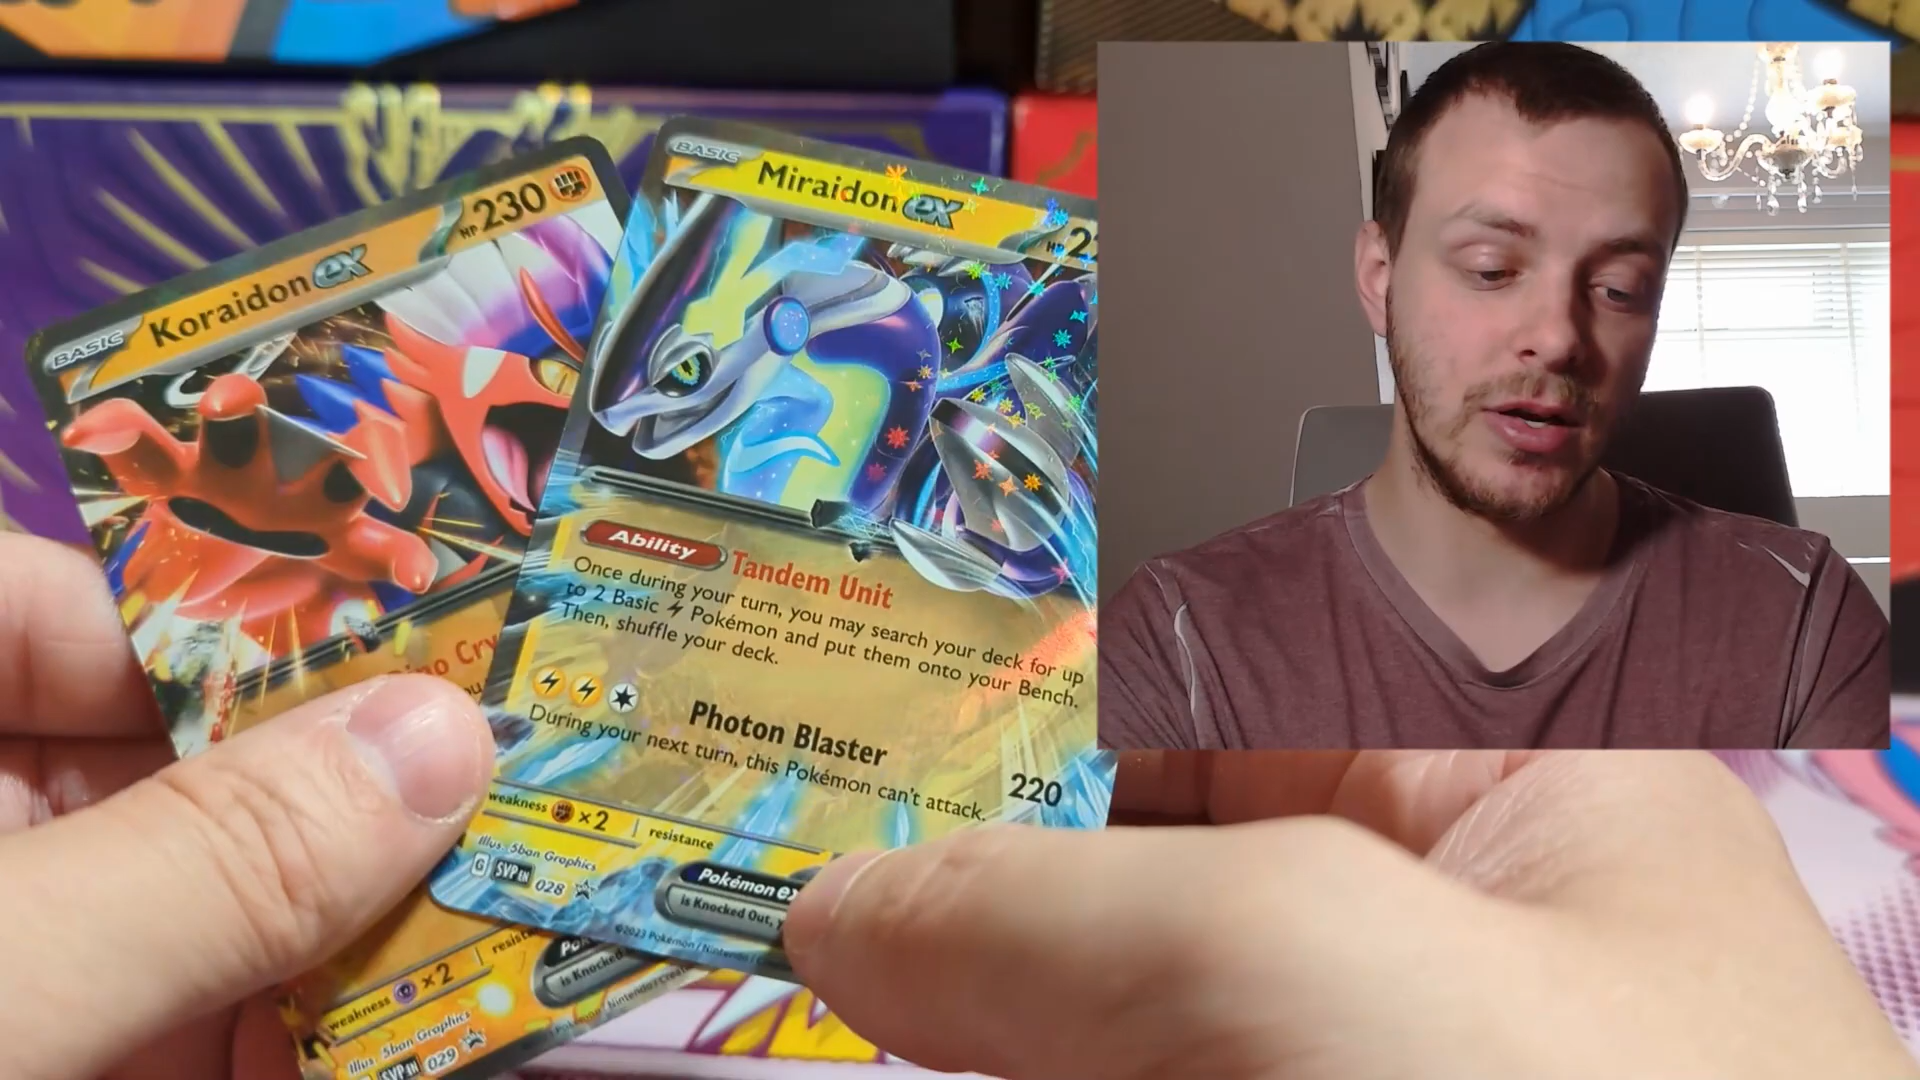 BASIC
Koraidon ex
HP 230
Dino Cry
weakness ×2
resist
is Knocked
Illus. 5ban Graphics
SVP EN 029
BASIC
Miraidon ex
HP 2
Ability Tandem Unit
Once during your turn, you may search your deck for up
to 2 Basic Pokémon and put them onto your Bench.
Then, shuffle your deck.
Photon Blaster 220
During your next turn, this Pokémon can't attack.
weakness ×2 resistance
Illus. 5ban Graphics
G SVP EN 028
Pokémon ex
is Knocked Out, y
©2023 Pokémon / Nintendo /